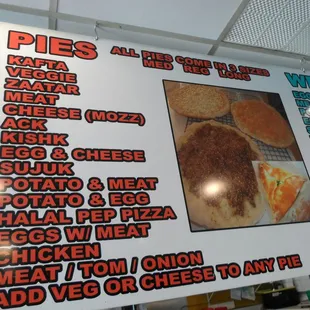 PIES
ALL PIES COME IN 3 SIZES
MED REG LONG
KAFTA
VEGGIE
ZAATAR
MEAT
CHEESE (MOZZ)
ACK
KISHK
EGG & CHEESE
SUJUK
POTATO & MEAT
POTATO & EGG
HALAL PEP PIZZA
EGGS W/ MEAT
CHICKEN
MEAT / TOM / ONION
ADD VEG OR CHEESE TO ANY PIE